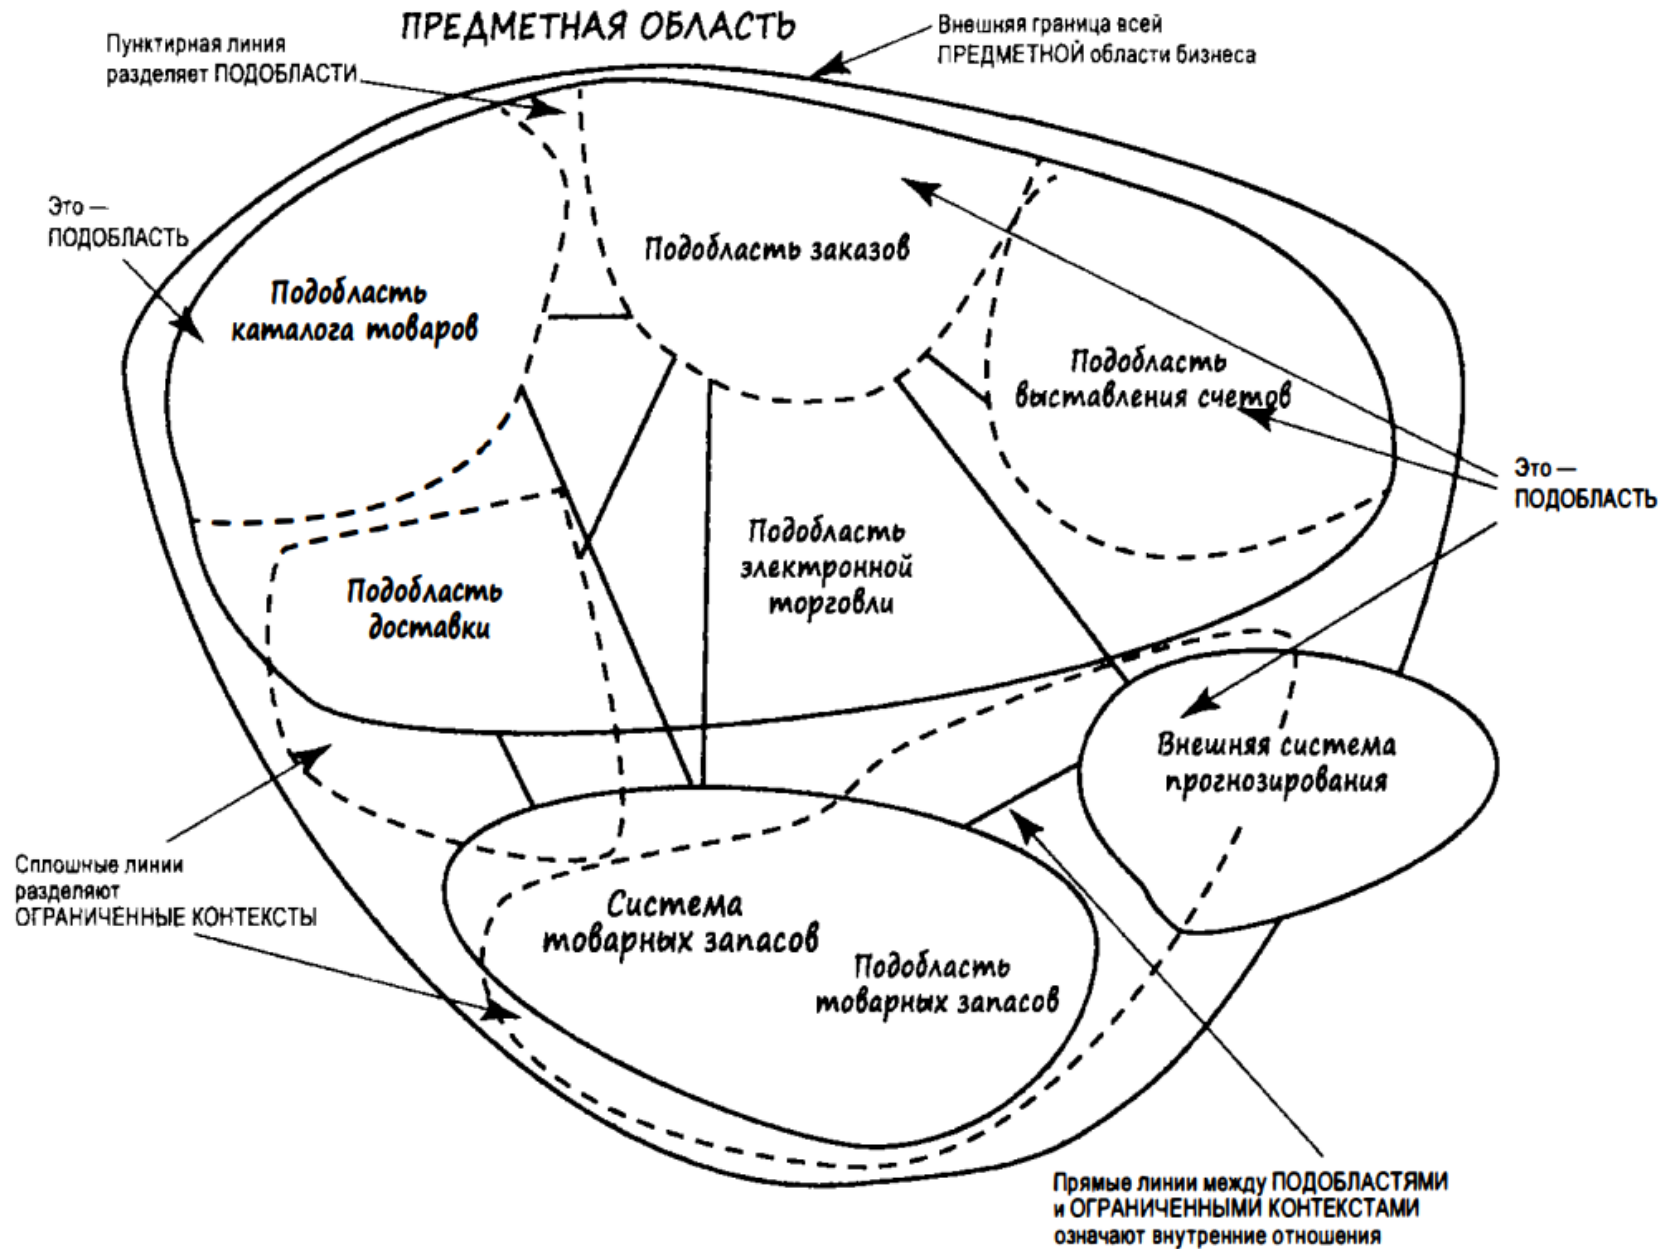 ПРЕДМЕТНАЯ ОБЛАСТЬ
Внешняя граница всей
ПРЕДМЕТНОЙ области бизнеса
Пунктирная линия
разделяет ПОДОБЛАСТИ
Это —
ПОДОБЛАСТЬ
Подобласть заказов
Подобласть
каталога товаров
Подобласть
выставления счетов
Это —
ПОДОБЛАСТЬ
Подобласть
электронной
торговли
Подобласть
доставки
Внешняя система
прогнозирования
Сплошные линии
разделяют
ОГРАНИЧЕННЫЕ КОНТЕКСТЫ
Система
товарных запасов
Подобласть
товарных запасов
Прямые линии между ПОДОБЛАСТЯМИ
и ОГРАНИЧЕННЫМИ КОНТЕКСТАМИ
означают внутренние отношения